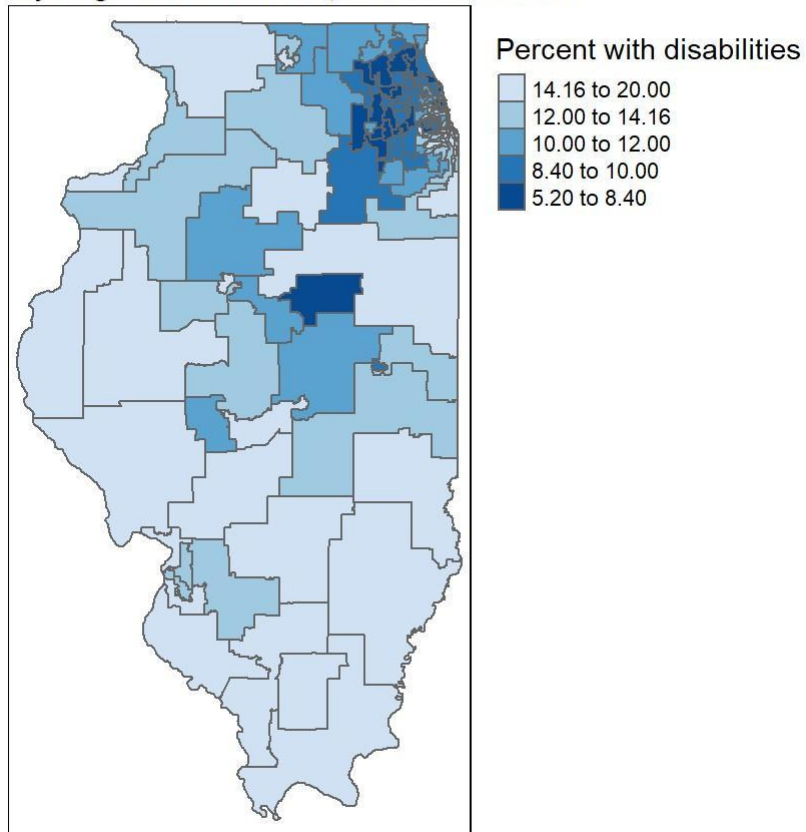 Percent with disabilities
14.16 to 20.00
12.00 to 14.16
10.00 to 12.00
8.40 to 10.00
5.20 to 8.40